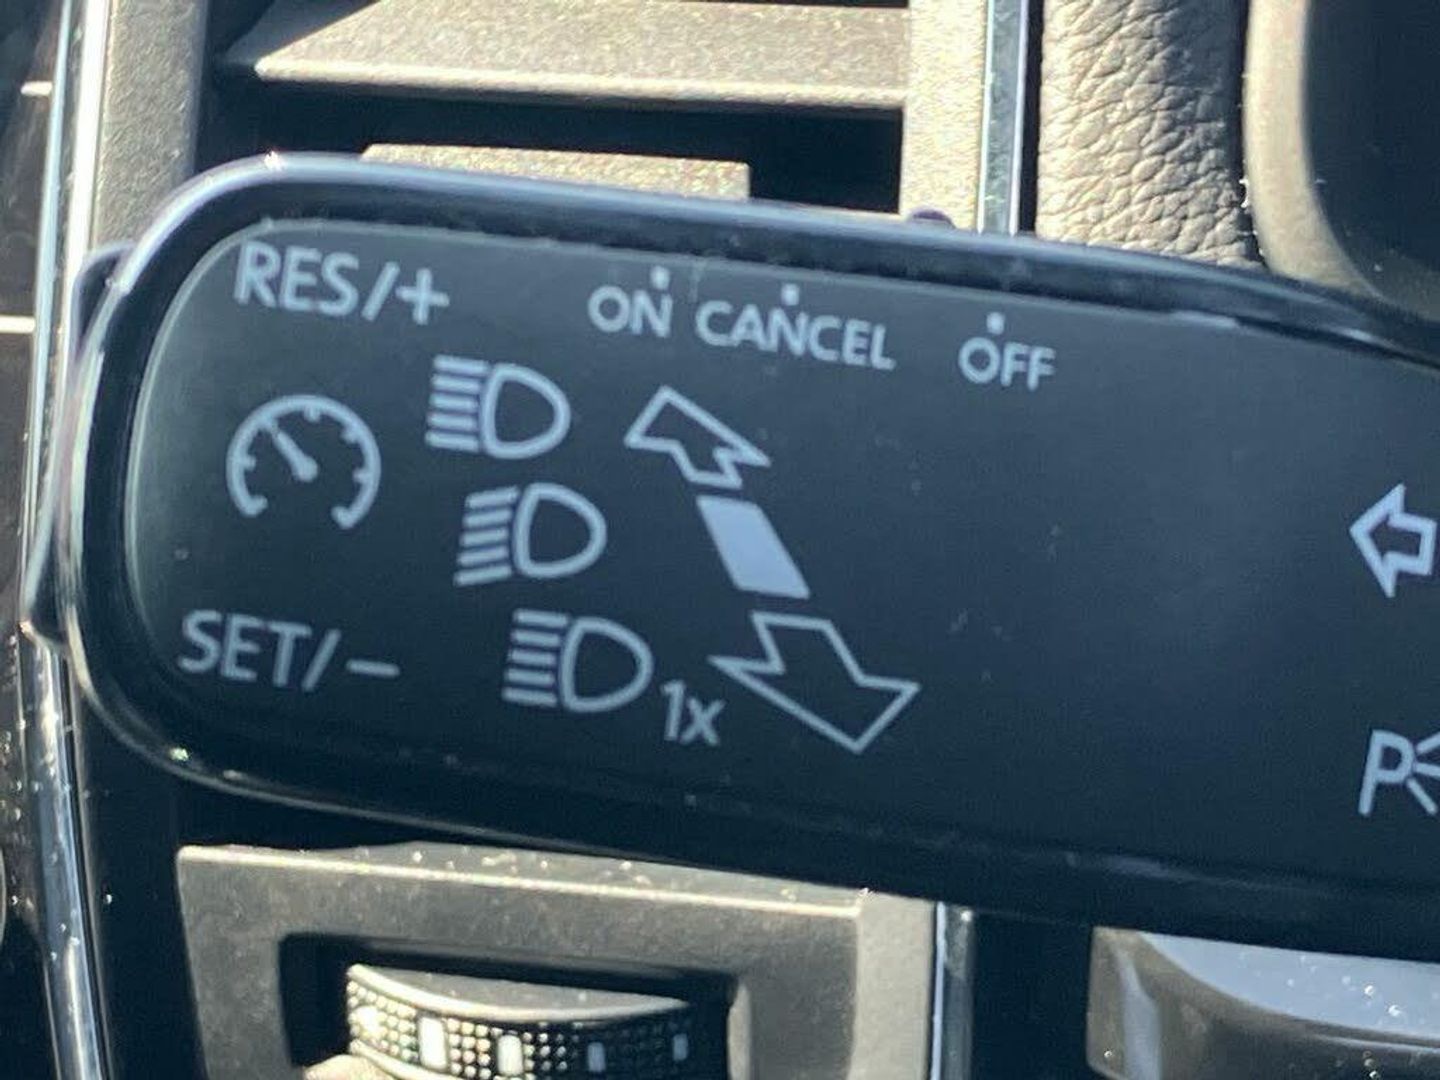 RES/+
ON CANCEL OFF
SET/−
1x
P